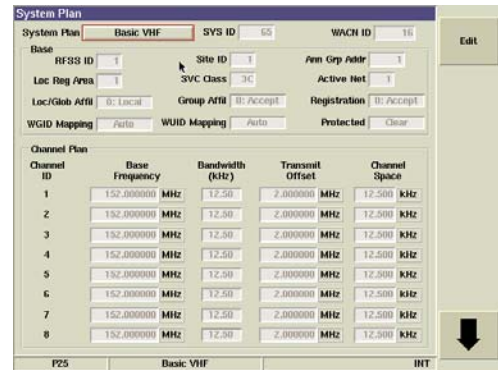 System Plan
System Plan Basic VHF SYS ID 65 WACN ID 16
Edit
Base
RFSS ID 1 Site ID 1 Ann Grp Addr 1
Loc Reg Area 1 SVC Class 3C Active Net 1
Loc/Glob Affil 0: Local Group Affil 0: Accept Registration 0: Accept
WGID Mapping Auto WUID Mapping Auto Protected Clear
Channel Plan
Channel ID Base Frequency Bandwidth (kHz) Transmit Offset Channel Space
1 152.000000 MHz 12.50 2.000000 MHz 12.500 kHz
2 152.000000 MHz 12.50 2.000000 MHz 12.500 kHz
3 152.000000 MHz 12.50 2.000000 MHz 12.500 kHz
4 152.000000 MHz 12.50 2.000000 MHz 12.500 kHz
5 152.000000 MHz 12.50 2.000000 MHz 12.500 kHz
6 152.000000 MHz 12.50 2.000000 MHz 12.500 kHz
7 152.000000 MHz 12.50 2.000000 MHz 12.500 kHz
8 152.000000 MHz 12.50 2.000000 MHz 12.500 kHz
P25 Basic VHF INT